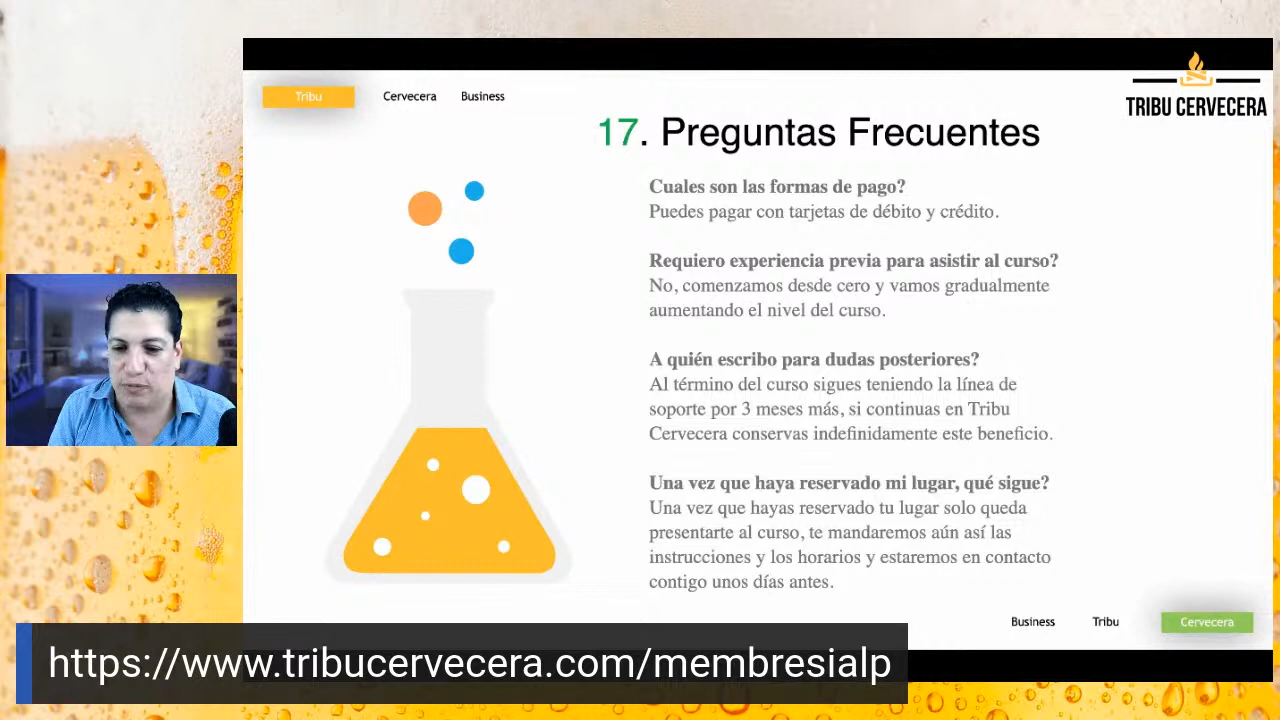 Tribu
Cervecera
Business
TRIBU CERVECERA
17. Preguntas Frecuentes
Cuales son las formas de pago?
Puedes pagar con tarjetas de débito y crédito.
Requiero experiencia previa para asistir al curso?
No, comenzamos desde cero y vamos gradualmente
aumentando el nivel del curso.
A quién escribo para dudas posteriores?
Al término del curso sigues teniendo la línea de
soporte por 3 meses más, si continuas en Tribu
Cervecera conservas indefinidamente este beneficio.
Una vez que haya reservado mi lugar, qué sigue?
Una vez que hayas reservado tu lugar solo queda
presentarte al curso, te mandaremos aún así las
instrucciones y los horarios y estaremos en contacto
contigo unos días antes.
Business
Tribu
Cervecera
https://www.tribucervecera.com/membresialp